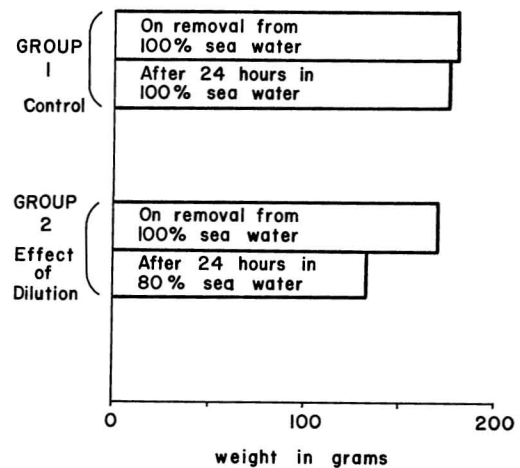 GROUP
1
Control
On removal from
100% sea water
After 24 hours in
100% sea water
GROUP
2
Effect
of
Dilution
On removal from
100% sea water
After 24 hours in
80% sea water
0
100
200
weight in grams